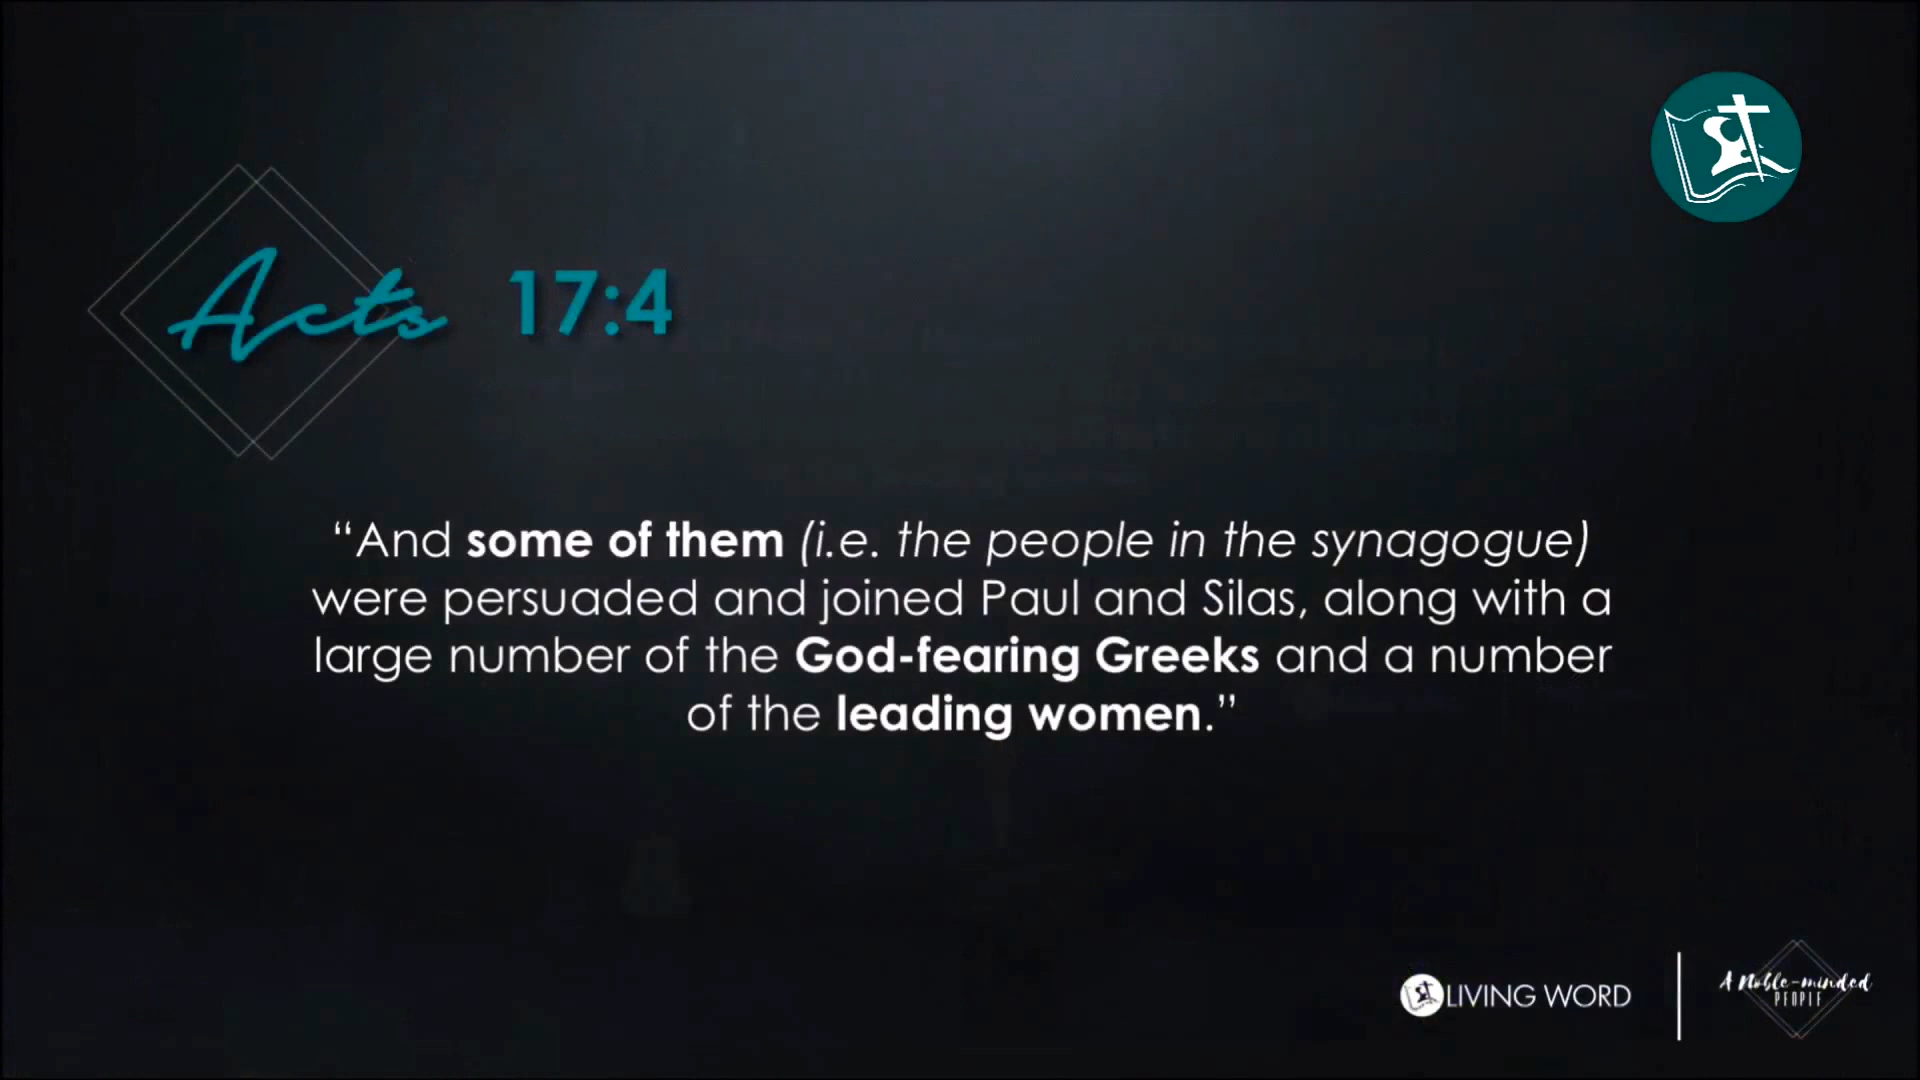 Acts 17:4
“And some of them (i.e. the people in the synagogue)
were persuaded and joined Paul and Silas, along with a
large number of the God-fearing Greeks and a number
of the leading women.”
LIVING WORD
A Noble-minded
PEOPLE